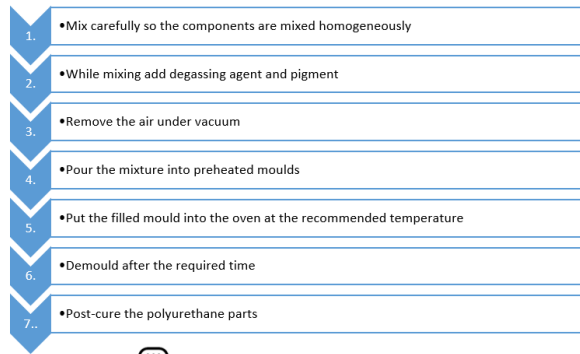 1. •Mix carefully so the components are mixed homogeneously
2. •While mixing add degassing agent and pigment
3. •Remove the air under vacuum
4. •Pour the mixture into preheated moulds
5. •Put the filled mould into the oven at the recommended temperature
6. •Demould after the required time
7.. •Post-cure the polyurethane parts